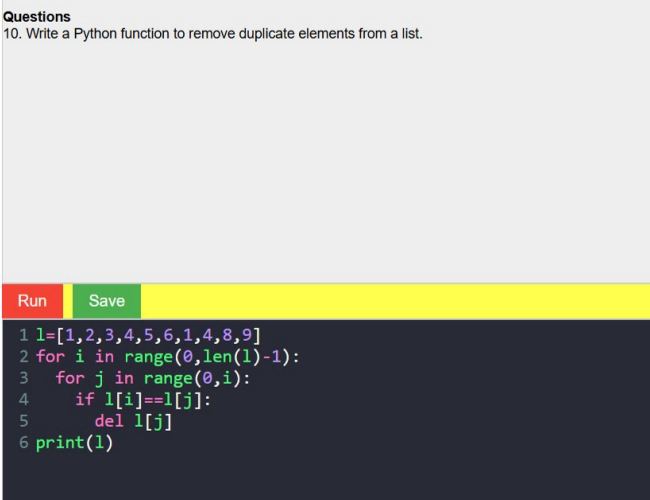 Questions
10. Write a Python function to remove duplicate elements from a list.
Run Save
1 l=[1,2,3,4,5,6,1,4,8,9]
2 for i in range(0,len(l)-1):
3   for j in range(0,i):
4     if l[i]==l[j]:
5       del l[j]
6 print(l)